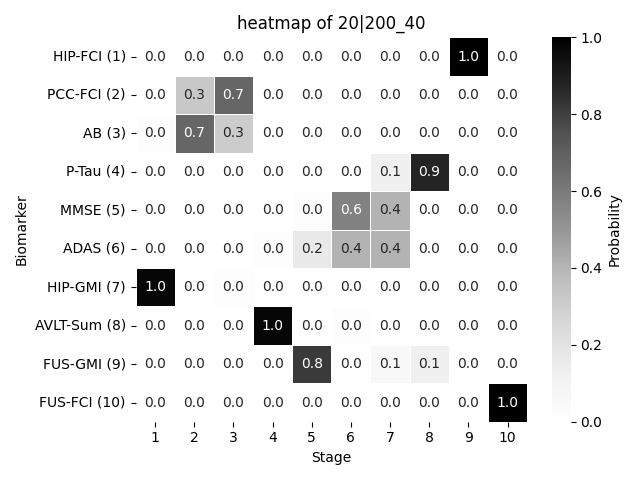 heatmap of 20|200_40
HIP-FCI (1) 0.0 0.0 0.0 0.0 0.0 0.0 0.0 0.0 1.0 0.0
PCC-FCI (2) 0.0 0.3 0.7 0.0 0.0 0.0 0.0 0.0 0.0 0.0
AB (3) 0.0 0.7 0.3 0.0 0.0 0.0 0.0 0.0 0.0 0.0
P-Tau (4) 0.0 0.0 0.0 0.0 0.0 0.0 0.1 0.9 0.0 0.0
MMSE (5) 0.0 0.0 0.0 0.0 0.0 0.6 0.4 0.0 0.0 0.0
ADAS (6) 0.0 0.0 0.0 0.0 0.2 0.4 0.4 0.0 0.0 0.0
HIP-GMI (7) 1.0 0.0 0.0 0.0 0.0 0.0 0.0 0.0 0.0 0.0
AVLT-Sum (8) 0.0 0.0 0.0 1.0 0.0 0.0 0.0 0.0 0.0 0.0
FUS-GMI (9) 0.0 0.0 0.0 0.0 0.8 0.0 0.1 0.1 0.0 0.0
FUS-FCI (10) 0.0 0.0 0.0 0.0 0.0 0.0 0.0 0.0 0.0 1.0
1 2 3 4 5 6 7 8 9 10
Stage
Biomarker
1.0
0.8
0.6
0.4
0.2
0.0
Probability